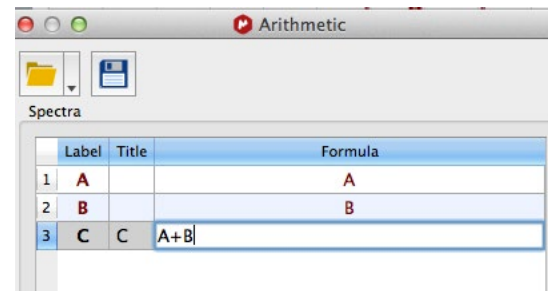 Arithmetic
Spectra
Label Title Formula
1 A A
2 B B
3 C C A+B